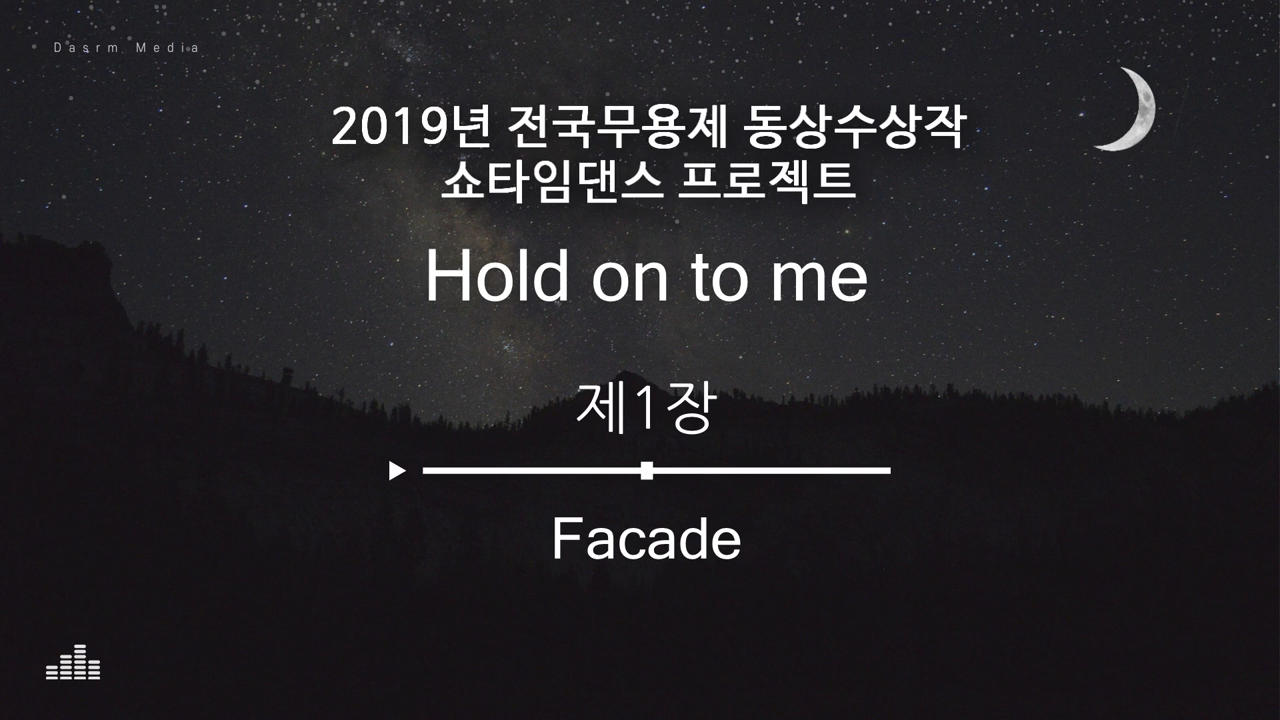 Dasrm Media
2019년 전국무용제 동상수상작
쇼타임댄스 프로젝트
Hold on to me
제1장
Facade